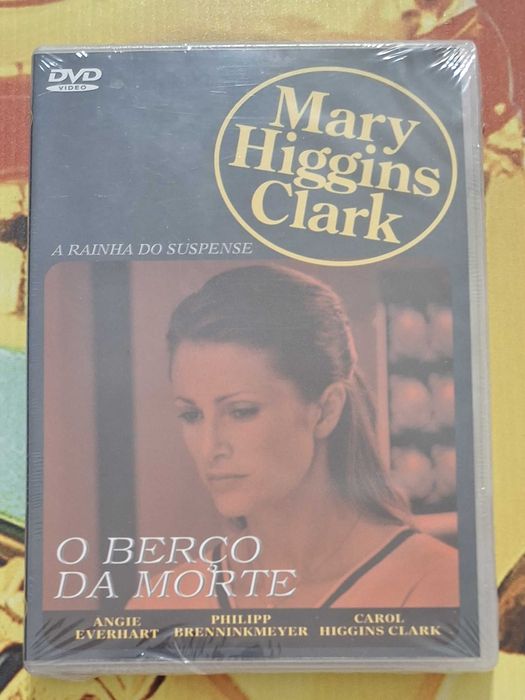 DVD
VIDEO
Mary
Higgins
Clark
A RAINHA DO SUSPENSE
O BERÇO
DA MORTE
ANGIE
EVERHART
PHILIPP
BRENNINKMEYER
CAROL
HIGGINS CLARK